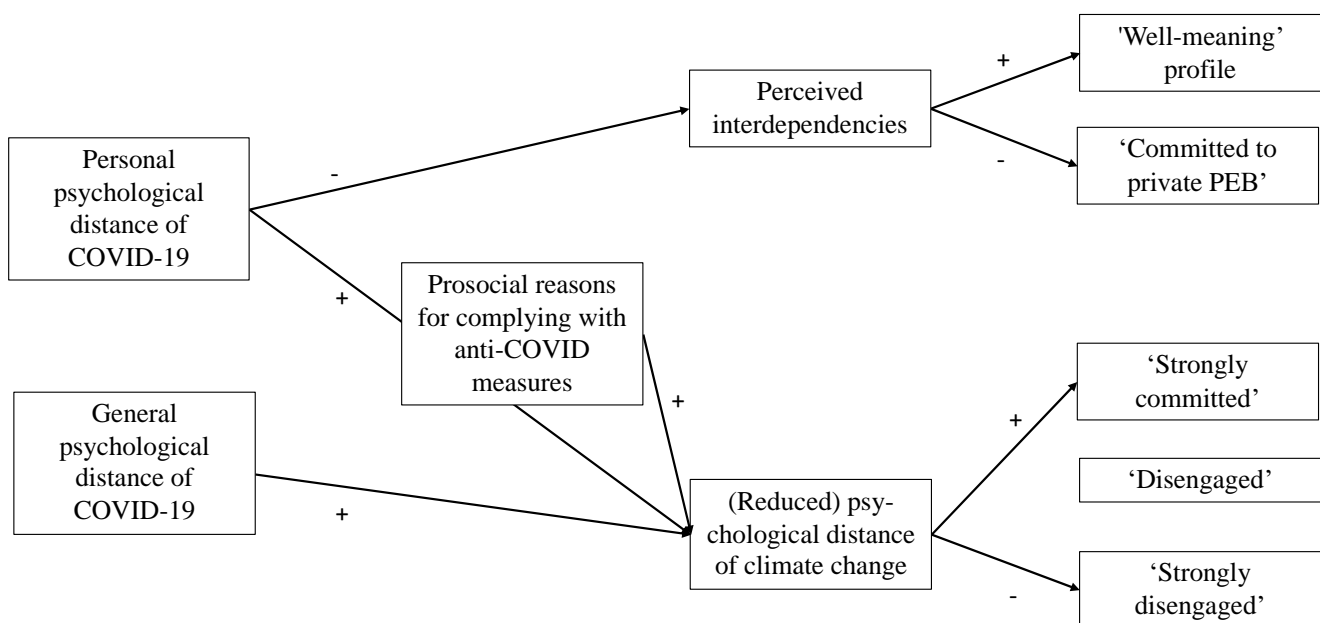 'Well-meaning’
profile
+
Perceived
interdependencies
-
‘Committed to
private PEB’
Personal
psychological
distance of
COVID-19
-
+
Prosocial reasons
for complying with
anti-COVID
measures
+
General
psychological
distance of
COVID-19
+
(Reduced) psy-
chological distance
of climate change
+
-
‘Strongly
committed’
‘Disengaged’
‘Strongly
disengaged’